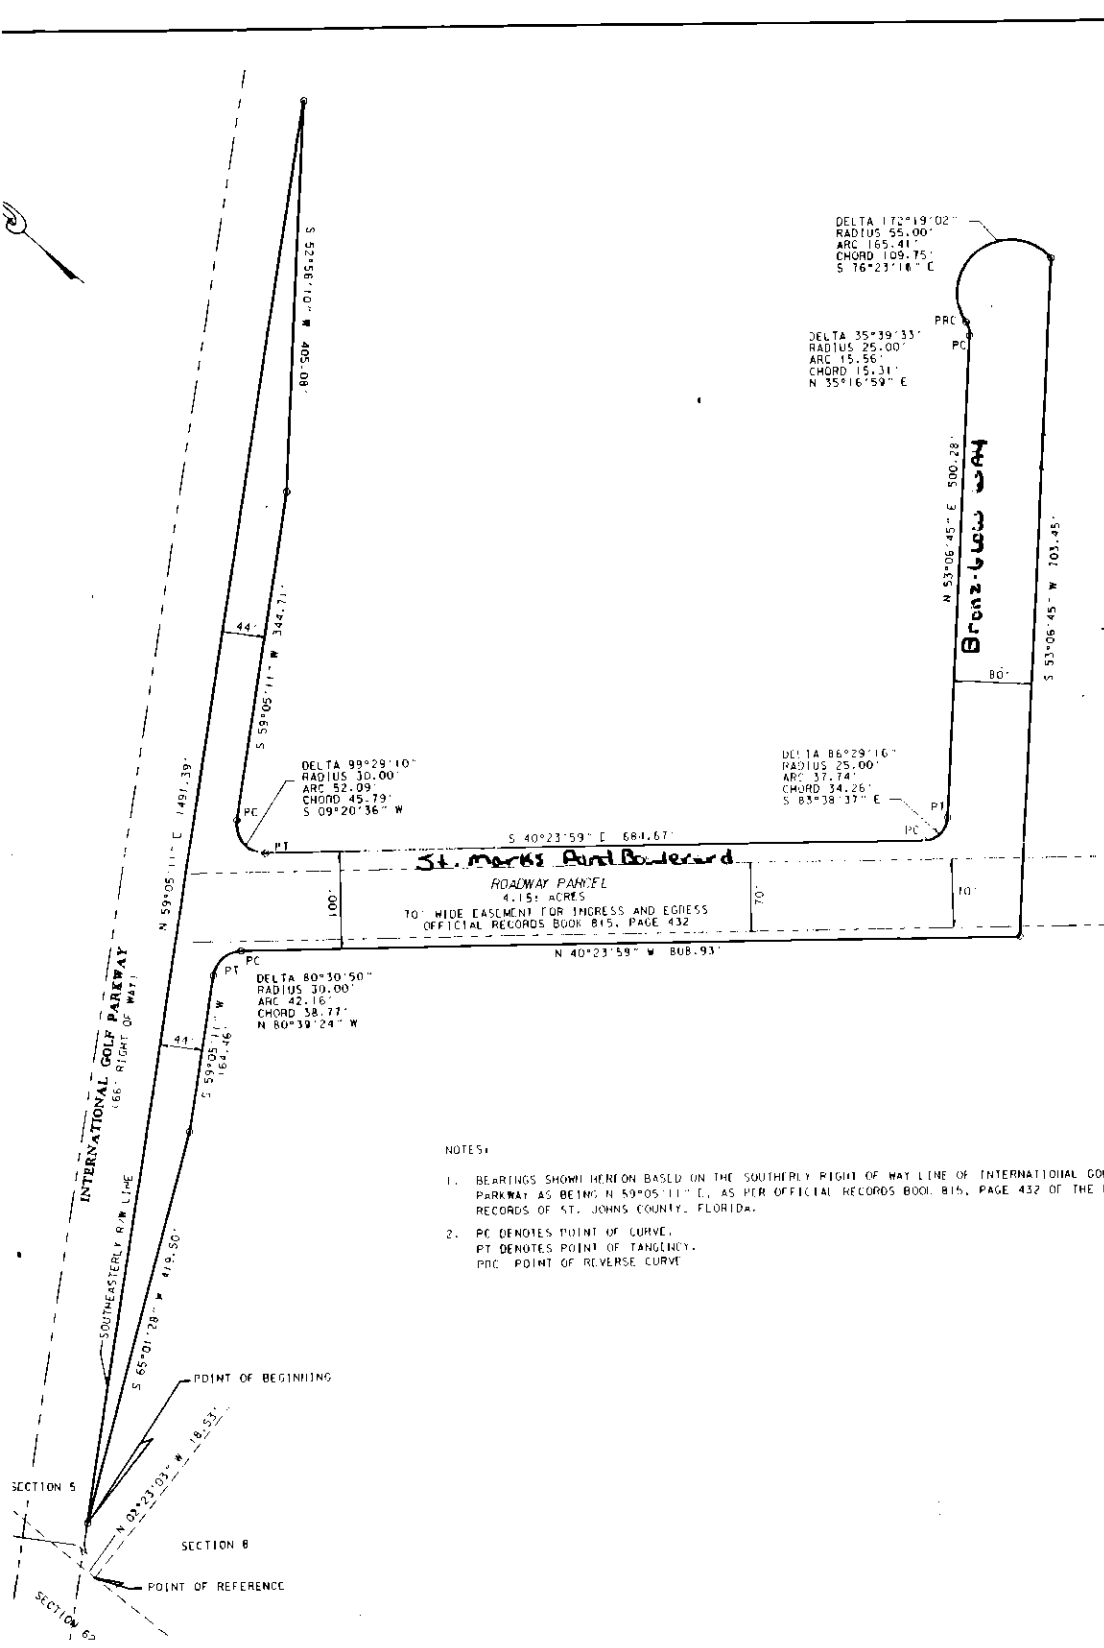 DELTA 172°19'02"
RADIUS 55.00'
ARC 165.41'
CHORD 109.75'
S 76°23'16" E
PRC
PC
DELTA 35°39'33"
RADIUS 25.00'
ARC 15.56'
CHORD 15.31'
N 35°16'59" E
S 52°56'10" W 405.08'
N 53°06'45" E 500.28'
Bronz-Glow WAY
S 53°06'45" W 703.45'
80'
44'
S 59°05'11" W 344.71'
N 59°05'11" E 1491.39'
DELTA 99°29'10"
RADIUS 30.00'
ARC 52.09'
CHORD 45.79'
S 09°20'36" W
PC
PT
DELTA 86°29'16"
RADIUS 25.00'
ARC 37.74'
CHORD 34.26'
S 83°38'37" E
PT
PC
S 40°23'59" E 684.67'
St. Marks Pond Boulevard
ROADWAY PARCEL
4.15± ACRES
70' WIDE EASEMENT FOR INGRESS AND EGRESS
OFFICIAL RECORDS BOOK 815, PAGE 432
100'
70'
70'
N 40°23'59" W 808.93'
PC
PT
DELTA 80°30'50"
RADIUS 30.00'
ARC 42.16'
CHORD 38.77'
N 80°39'24" W
INTERNATIONAL GOLF PARKWAY
(66' RIGHT OF WAY)
44'
S 59°05'11" W
164.46'
SOUTHEASTERLY R/W LINE
S 65°01'28" W 419.50'
NOTES:
1. BEARINGS SHOWN HEREON BASED ON THE SOUTHERLY RIGHT OF WAY LINE OF INTERNATIONAL GO
PARKWAY AS BEING N 59°05'11" E, AS PER OFFICIAL RECORDS BOOK 815, PAGE 432 OF THE
RECORDS OF ST. JOHNS COUNTY, FLORIDA.
2. PC DENOTES POINT OF CURVE.
PT DENOTES POINT OF TANGENCY.
PRC POINT OF REVERSE CURVE
POINT OF BEGINNING
N 02°23'03" W 18.53'
SECTION 5
SECTION 8
POINT OF REFERENCE
SECTION 62